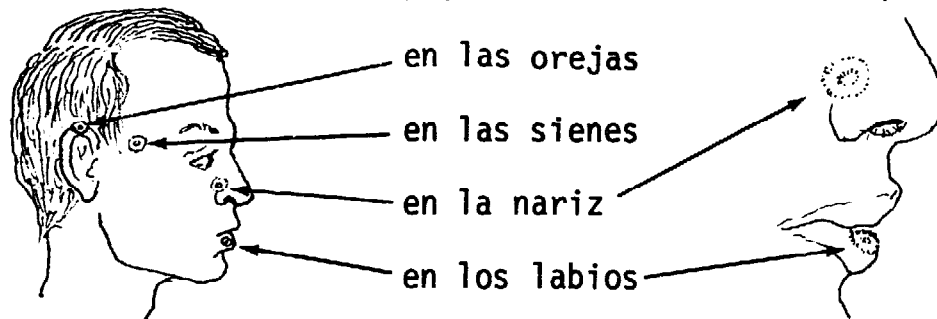 en las orejas
en las sienes
en la nariz
en los labios